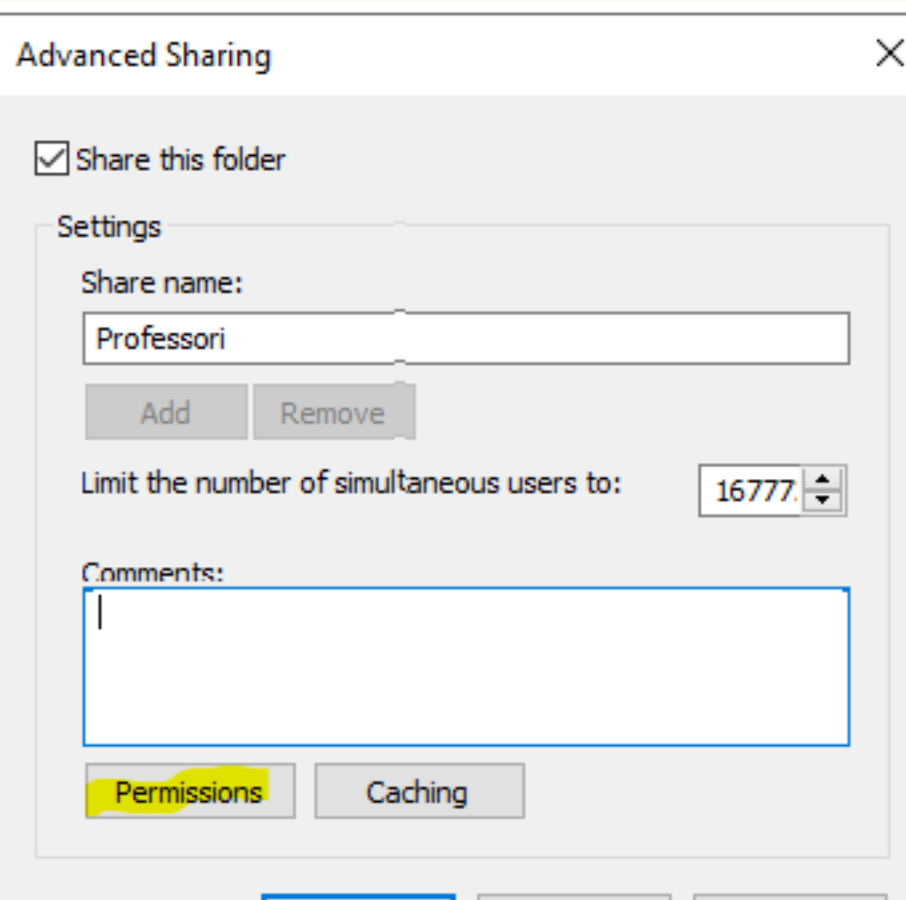 Advanced Sharing
Share this folder
Settings
Share name:
Professori
Add Remove
Limit the number of simultaneous users to:
16777
Comments:
Permissions Caching